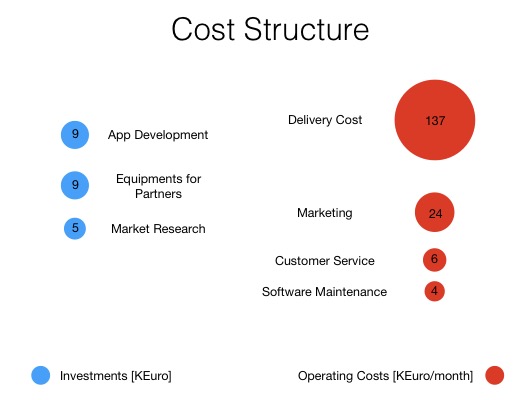 Cost Structure
9 App Development
9 Equipments for
Partners
5 Market Research
Delivery Cost 137
Marketing 24
Customer Service 6
Software Maintenance 4
Investments [KEuro]
Operating Costs [KEuro/month]